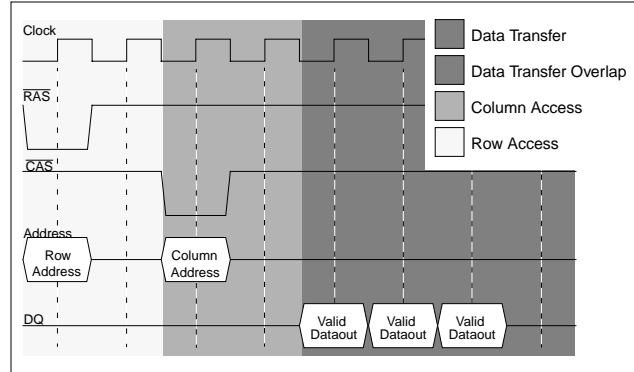 Clock
Data Transfer
Data Transfer Overlap
RAS
Column Access
Row Access
CAS
Address
Row
Address
Column
Address
DQ
Valid
Dataout
Valid
Dataout
Valid
Dataout